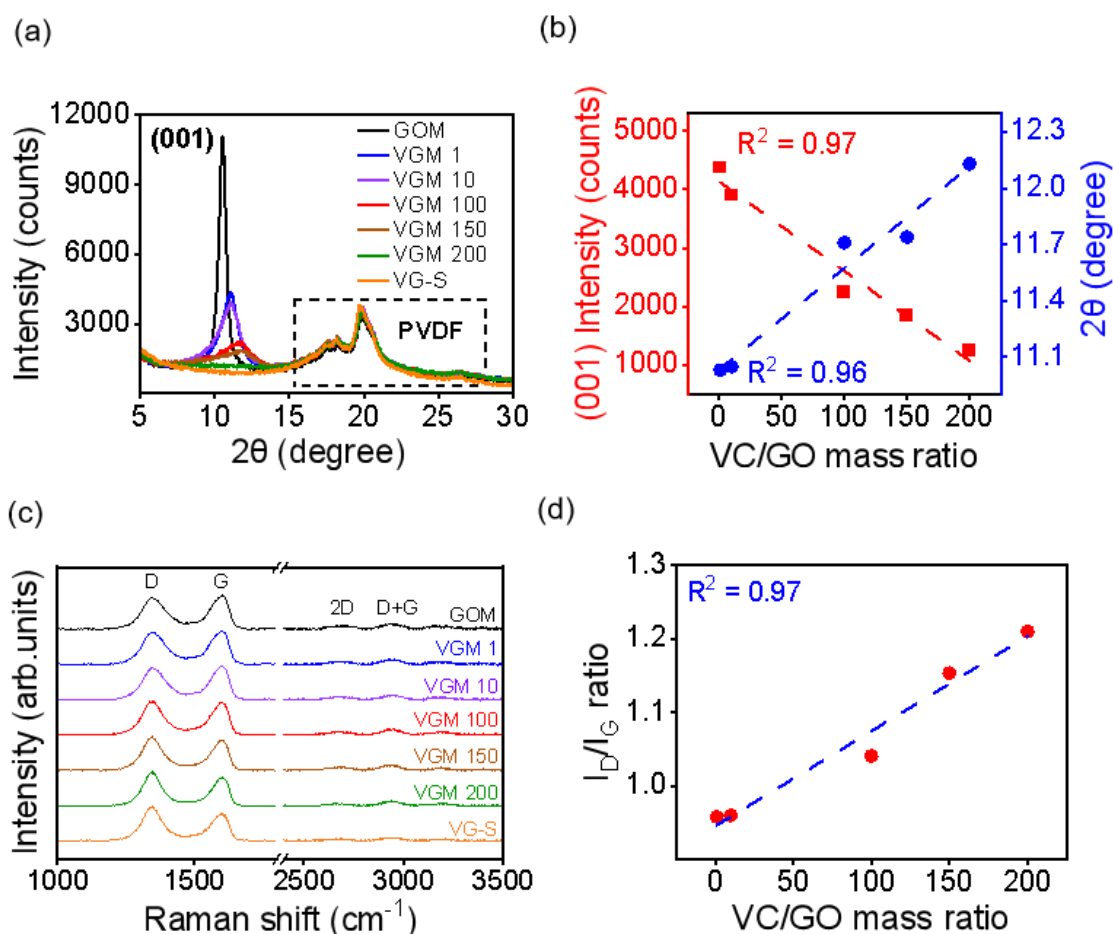 (a)
12000
9000
6000
3000
Intensity (counts)
(001)
GOM
VGM 1
VGM 10
VGM 100
VGM 150
VGM 200
VG-S
PVDF
5 10 15 20 25 30
2θ (degree)
(b)
5000
4000
3000
2000
1000
(001) Intensity (counts)
R² = 0.97
R² = 0.96
12.3
12.0
11.7
11.4
11.1
2θ (degree)
0 50 100 150 200
VC/GO mass ratio
(c)
Intensity (arb.units)
D G 2D D+G
GOM
VGM 1
VGM 10
VGM 100
VGM 150
VGM 200
VG-S
1000 1500 2500 3000 3500
Raman shift (cm⁻¹)
(d)
1.3
1.2
1.1
1.0
I_D/I_G ratio
R² = 0.97
0 50 100 150 200
VC/GO mass ratio